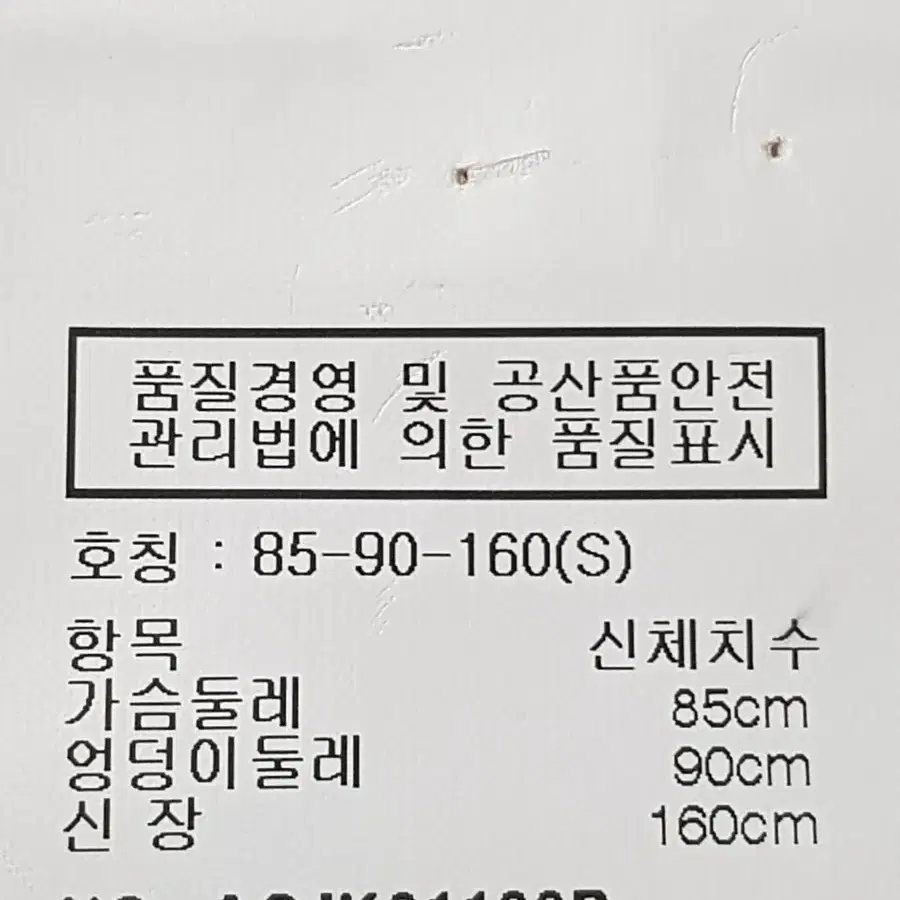 품질경영 및 공산품안전
관리법에 의한 품질표시
호칭 : 85-90-160(S)
항목 신체치수
가슴둘레 85cm
엉덩이둘레 90cm
신 장 160cm